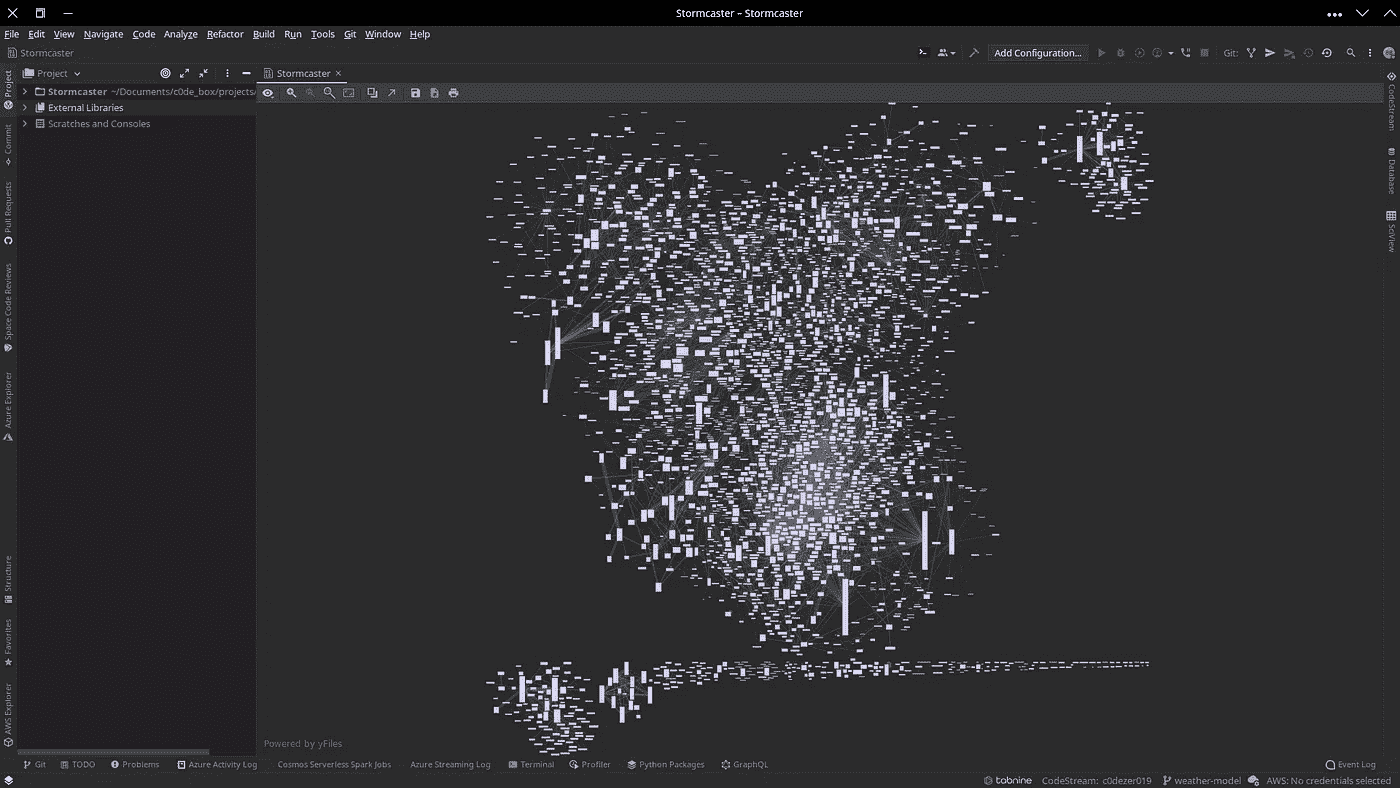 Stormcaster – Stormcaster
File Edit View Navigate Code Analyze Refactor Build Run Tools Git Window Help
Stormcaster
Add Configuration...
Git:
Project
Stormcaster
Stormcaster ~/Documents/c0de_box/projects/
External Libraries
Scratches and Consoles
Project
Commit
Pull Requests
Space Code Reviews
Azure Explorer
Structure
Favorites
AWS Explorer
CodeStream
Database
SciView
Powered by yFiles
Git TODO Problems Azure Activity Log Cosmos Serverless Spark Jobs Azure Streaming Log Terminal Profiler Python Packages GraphQL Event Log
tabnine CodeStream: c0dezer019 weather-model AWS: No credentials selected